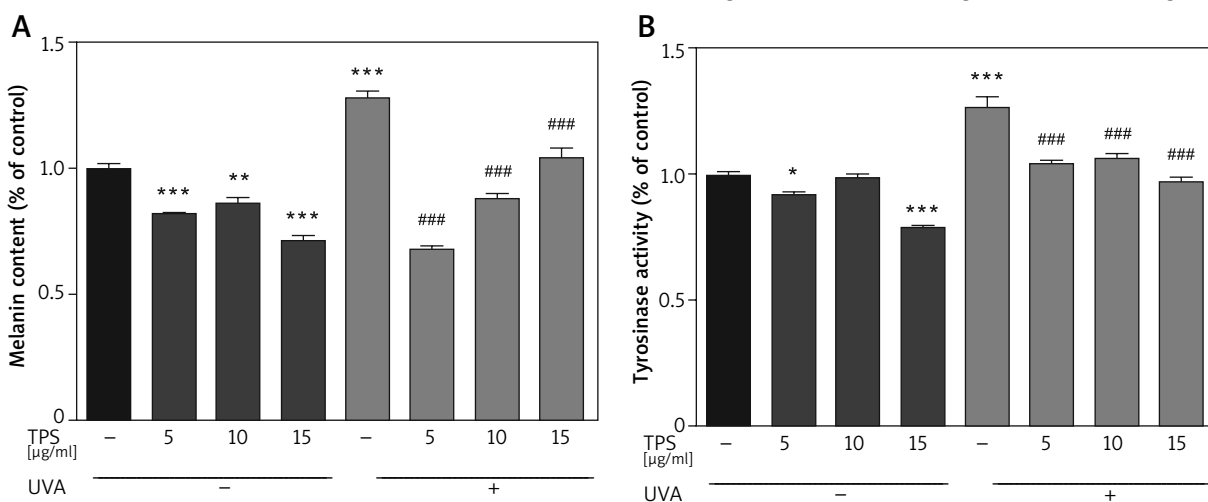 A
Melanin content (% of control)
1.5
1.0
0.5
0
***
**
***
***
###
###
###
TPS
[µg/ml]
– 5 10 15 – 5 10 15
UVA – +
B
Tyrosinase activity (% of control)
1.5
1.0
0.5
0
*
***
***
###
###
###
TPS
[µg/ml]
– 5 10 15 – 5 10 15
UVA – +